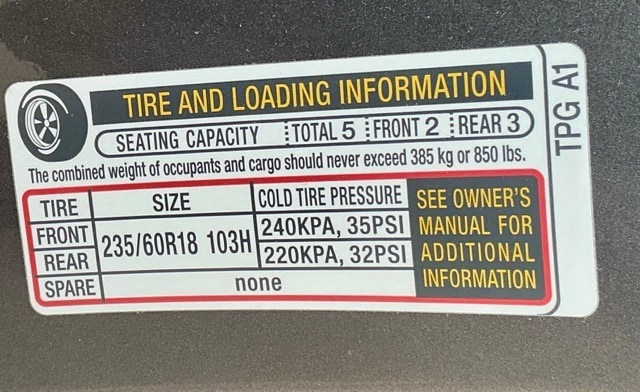 TIRE AND LOADING INFORMATION
SEATING CAPACITY TOTAL 5 FRONT 2 REAR 3
The combined weight of occupants and cargo should never exceed 385 kg or 850 lbs.
TIRE SIZE COLD TIRE PRESSURE
FRONT 235/60R18 103H 240KPA, 35PSI
REAR 220KPA, 32PSI
SPARE none
SEE OWNER'S
MANUAL FOR
ADDITIONAL
INFORMATION
TPG A1